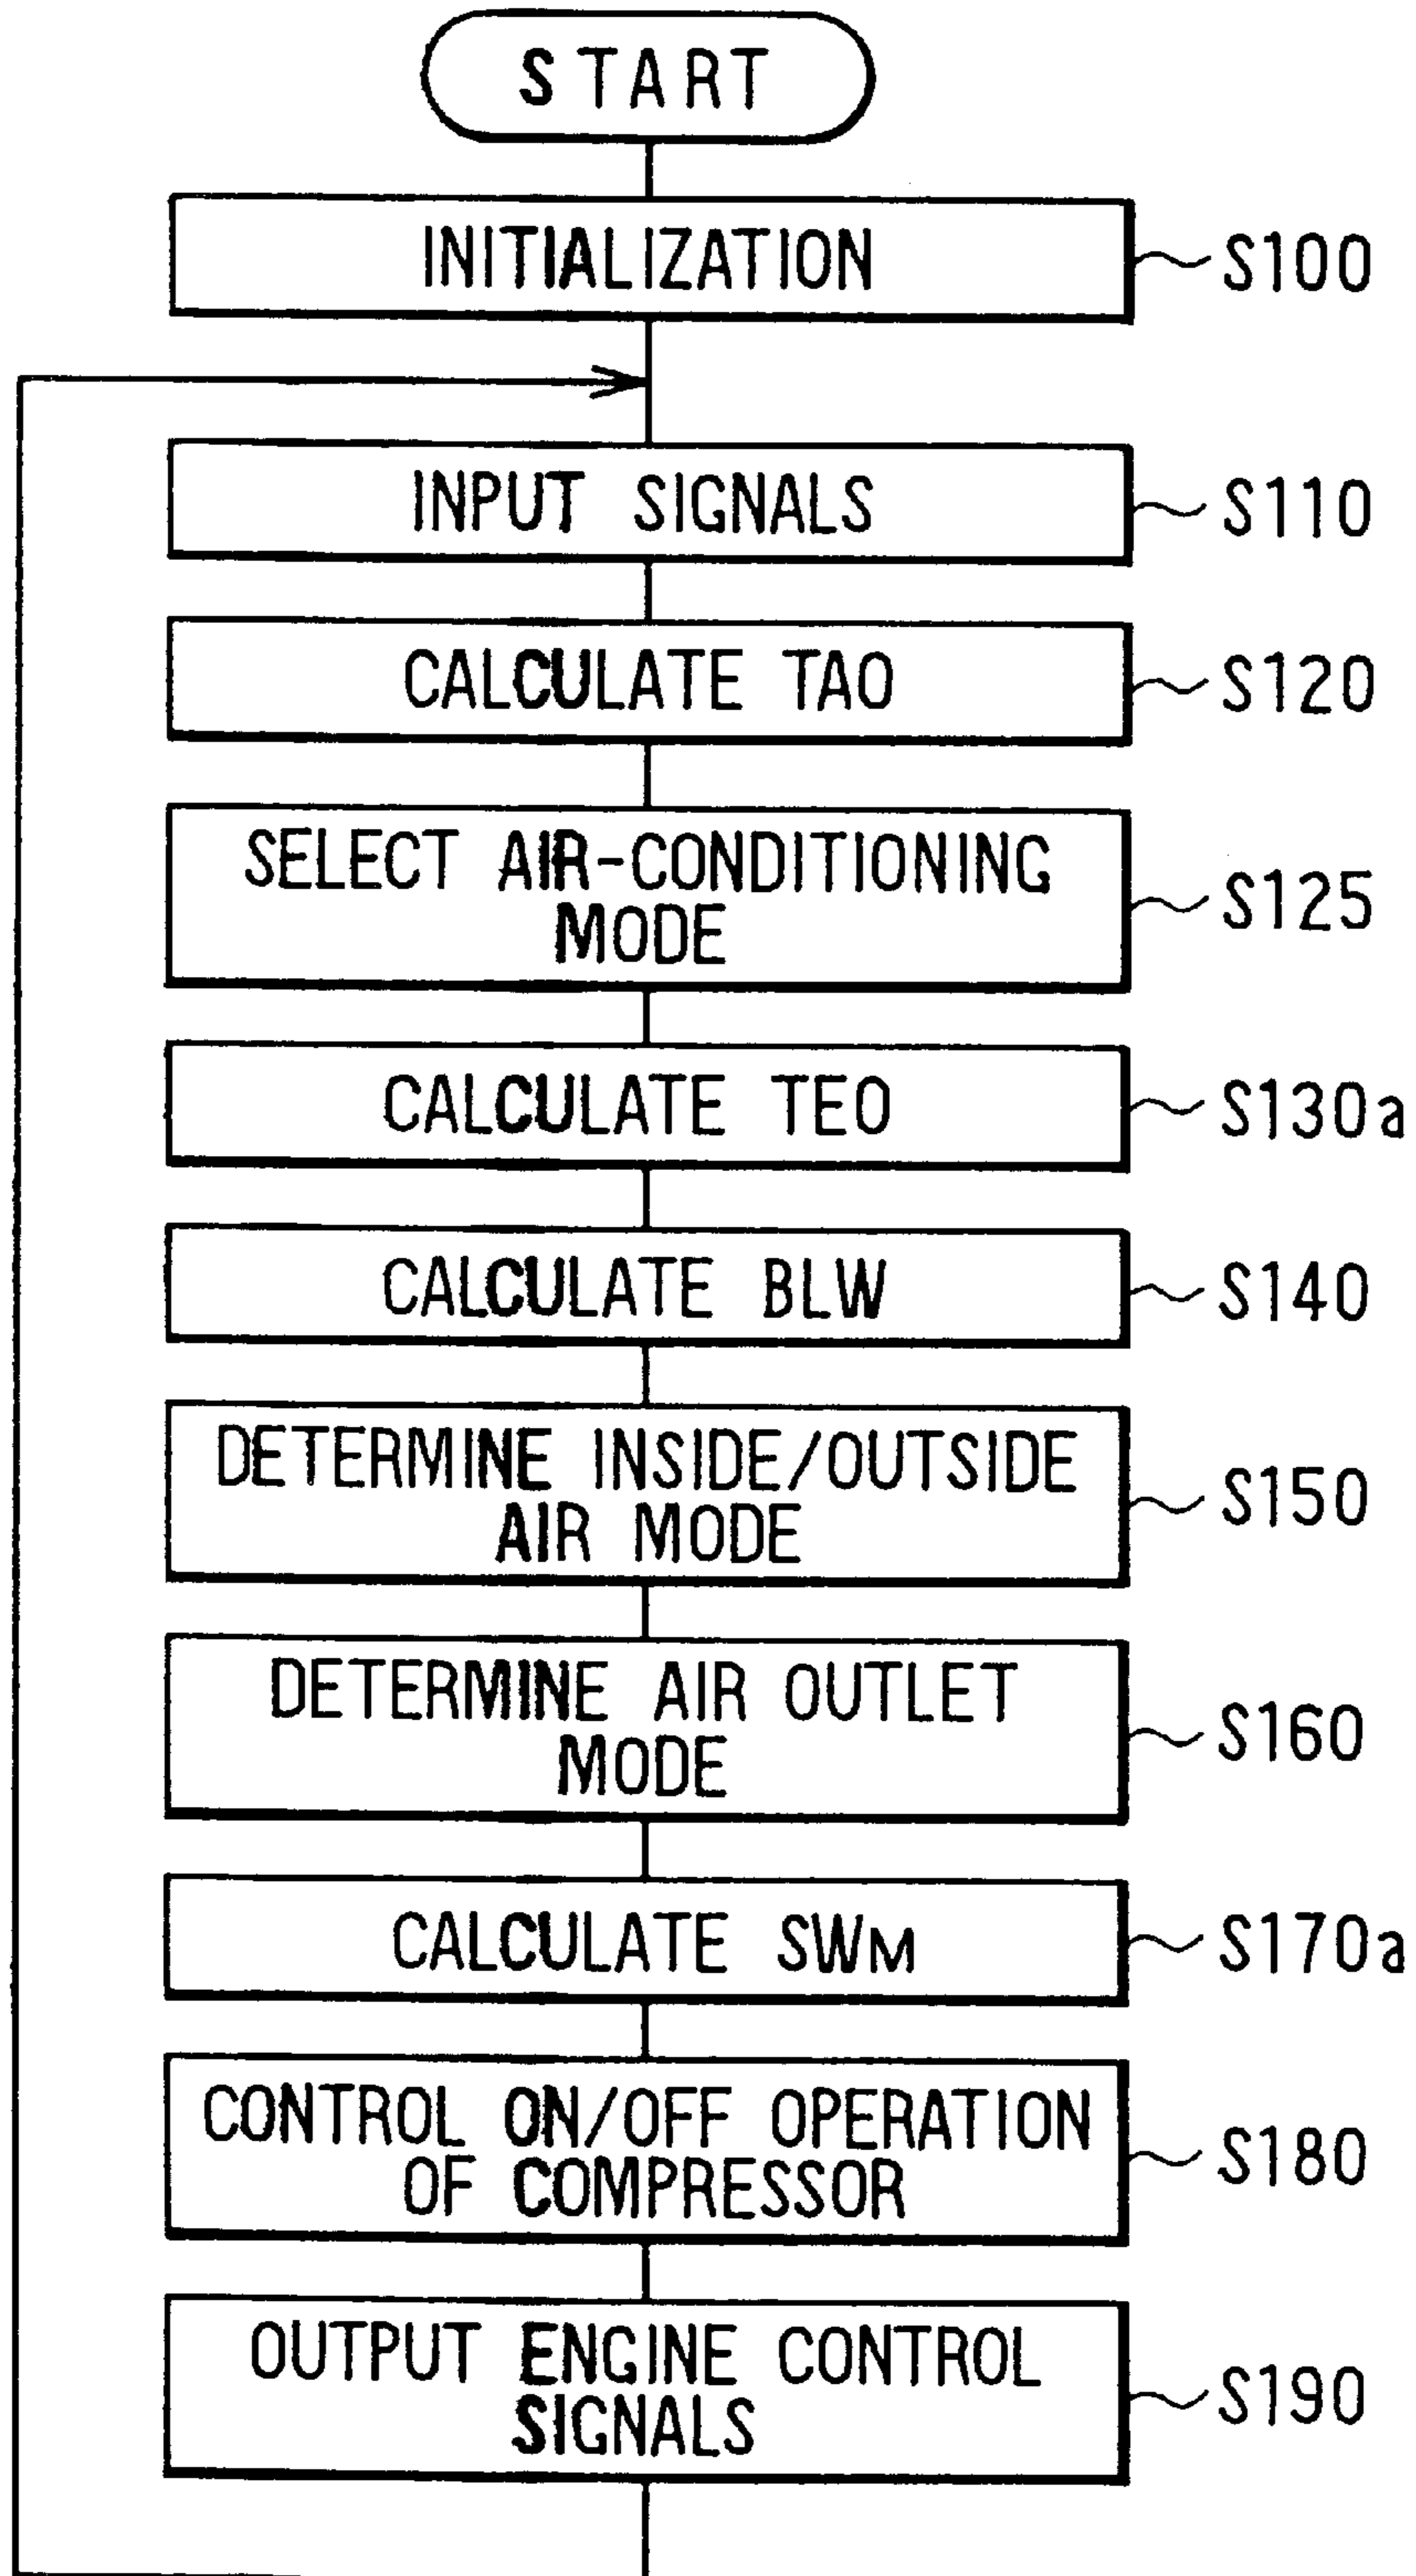 START
INITIALIZATION
S100
INPUT SIGNALS
S110
CALCULATE TAO
S120
SELECT AIR-CONDITIONING
MODE
S125
CALCULATE TEO
S130a
CALCULATE BLW
S140
DETERMINE INSIDE/OUTSIDE
AIR MODE
S150
DETERMINE AIR OUTLET
MODE
S160
CALCULATE SWM
S170a
CONTROL ON/OFF OPERATION
OF COMPRESSOR
S180
OUTPUT ENGINE CONTROL
SIGNALS
S190